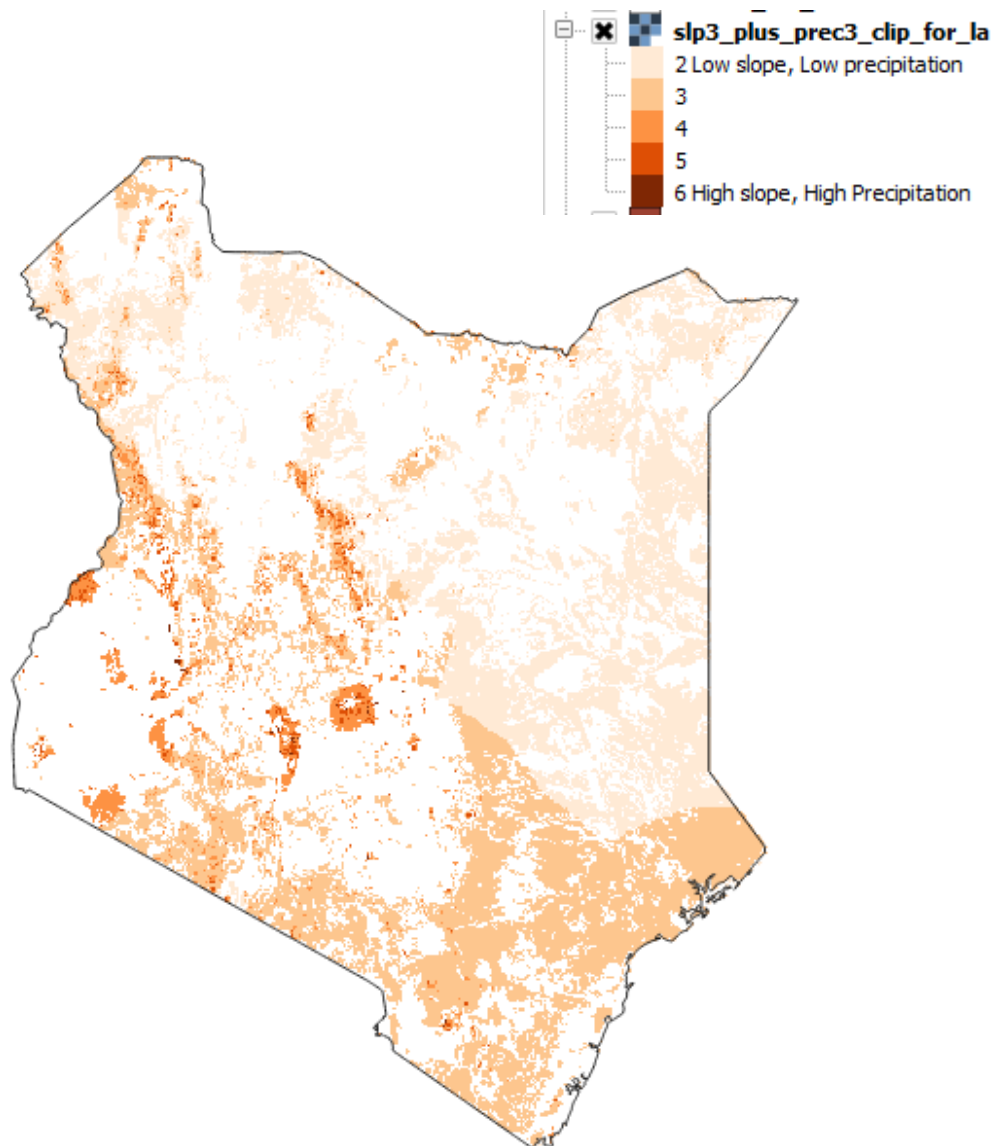 slp3_plus_prec3_clip_for_la
2 Low slope, Low precipitation
3
4
5
6 High slope, High Precipitation